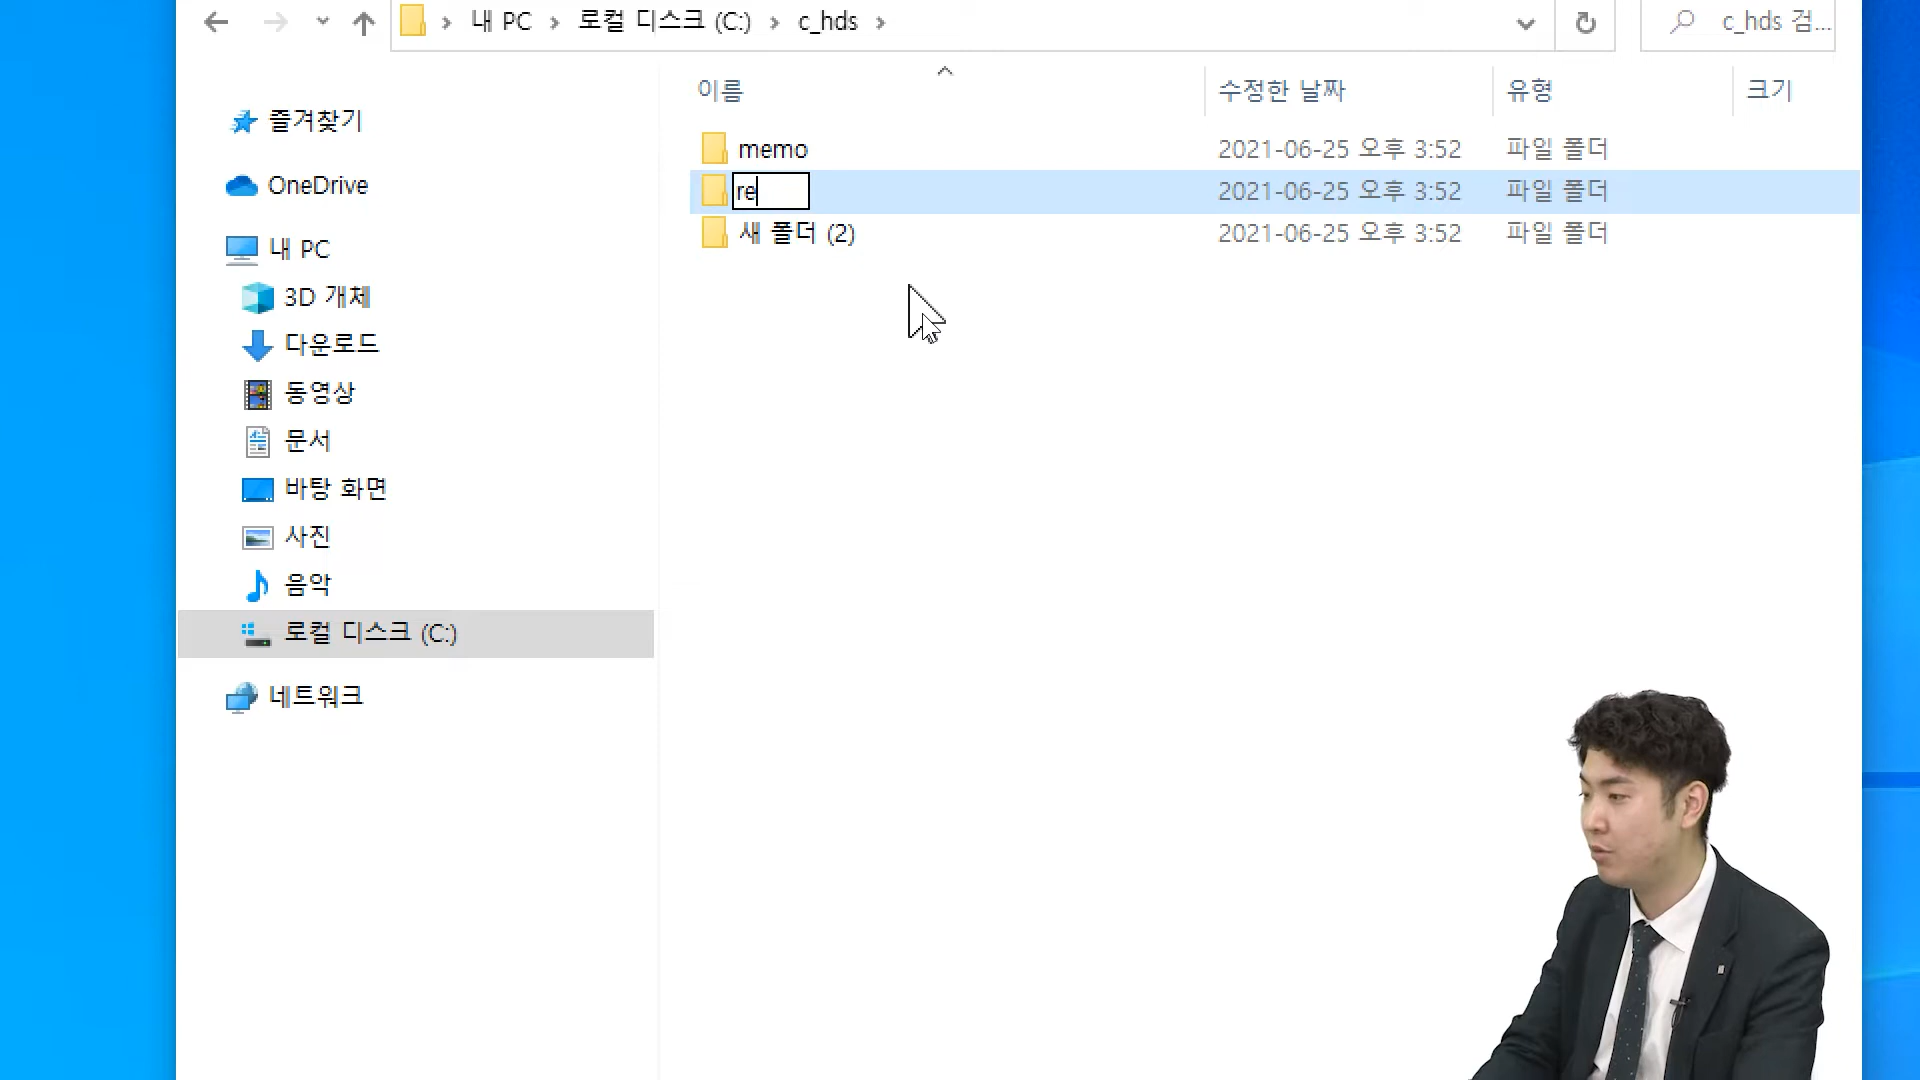 내 PC
로컬 디스크 (C:)
c_hds
c_hds 검...
이름
수정한 날짜
유형
크기
즐겨찾기
OneDrive
내 PC
3D 개체
다운로드
동영상
문서
바탕 화면
사진
음악
로컬 디스크 (C:)
네트워크
memo 2021-06-25 오후 3:52 파일 폴더
re 2021-06-25 오후 3:52 파일 폴더
새 폴더 (2) 2021-06-25 오후 3:52 파일 폴더